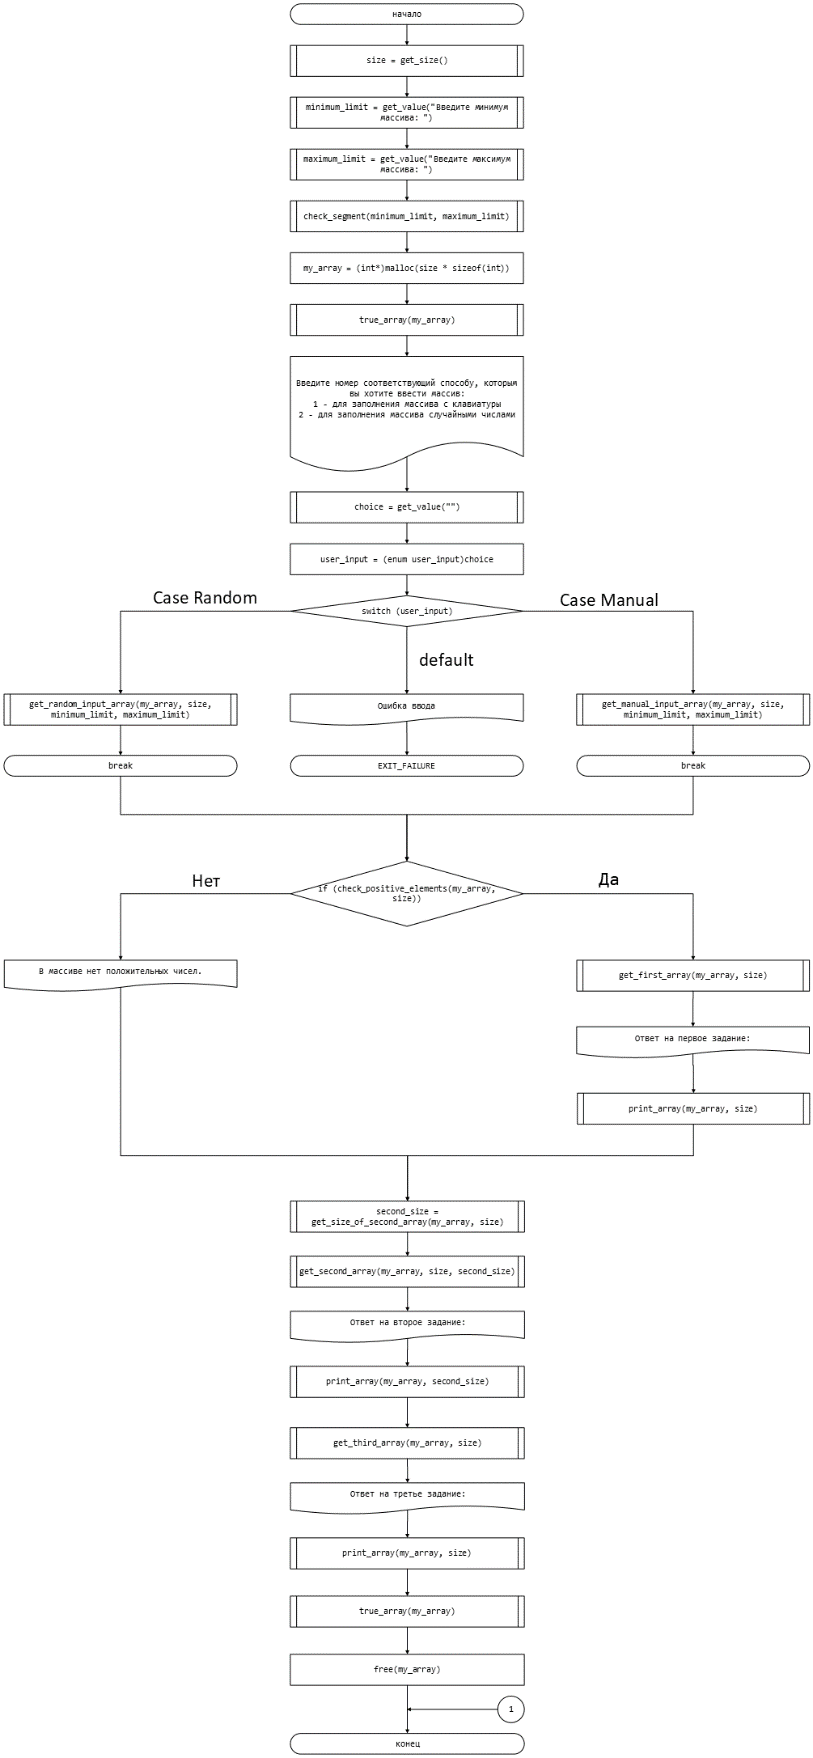 начало
size = get_size()
minimum_limit = get_value("Введите минимум
массива: ")
maximum_limit = get_value("Введите максимум
массива: ")
check_segment(minimum_limit, maximum_limit)
my_array = (int*)malloc(size * sizeof(int))
true_array(my_array)
Введите номер соответствующий способу, которым
вы хотите ввести массив:
1 - для заполнения массива с клавиатуры
2 - для заполнения массива случайными числами
choice = get_value("")
user_input = (enum user_input)choice
Case Random
switch (user_input)
Case Manual
default
get_random_input_array(my_array, size,
minimum_limit, maximum_limit)
Ошибка ввода
get_manual_input_array(my_array, size,
minimum_limit, maximum_limit)
break
EXIT_FAILURE
break
Нет
if (check_positive_elements(my_array,
size))
Да
В массиве нет положительных чисел.
get_first_array(my_array, size)
Ответ на первое задание:
print_array(my_array, size)
second_size =
get_size_of_second_array(my_array, size)
get_second_array(my_array, size, second_size)
Ответ на второе задание:
print_array(my_array, second_size)
get_third_array(my_array, size)
Ответ на третье задание:
print_array(my_array, size)
true_array(my_array)
free(my_array)
1
конец